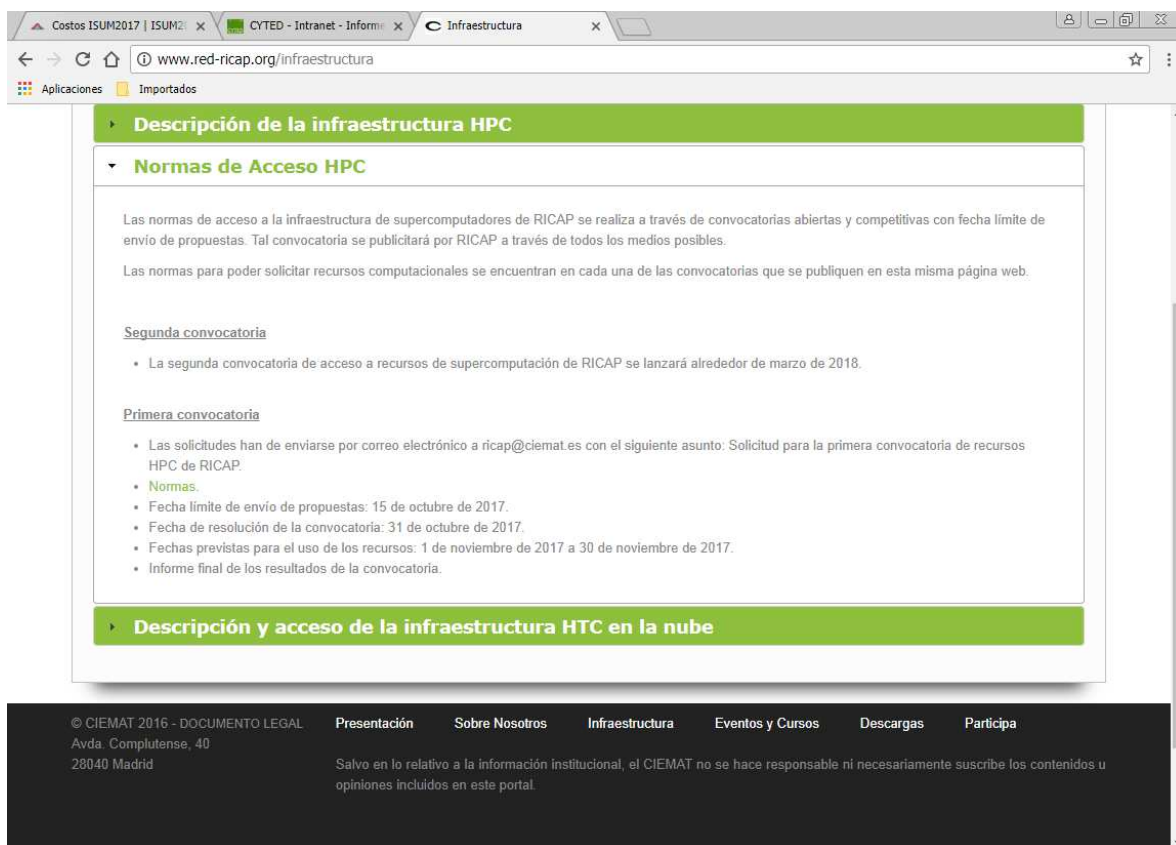 Costos ISUM2017 | ISUM2
CYTED - Intranet - Informe
Infraestructura
www.red-ricap.org/infraestructura
Aplicaciones
Importados
Descripción de la infraestructura HPC
Normas de Acceso HPC
Las normas de acceso a la infraestructura de supercomputadores de RICAP se realiza a través de convocatorias abiertas y competitivas con fecha límite de
envío de propuestas. Tal convocatoria se publicitará por RICAP a través de todos los medios posibles.
Las normas para poder solicitar recursos computacionales se encuentran en cada una de las convocatorias que se publiquen en esta misma página web.
Segunda convocatoria
• La segunda convocatoria de acceso a recursos de supercomputación de RICAP se lanzará alrededor de marzo de 2018.
Primera convocatoria
• Las solicitudes han de enviarse por correo electrónico a ricap@ciemat.es con el siguiente asunto: Solicitud para la primera convocatoria de recursos
HPC de RICAP.
• Normas.
• Fecha límite de envío de propuestas: 15 de octubre de 2017.
• Fecha de resolución de la convocatoria: 31 de octubre de 2017.
• Fechas previstas para el uso de los recursos: 1 de noviembre de 2017 a 30 de noviembre de 2017.
• Informe final de los resultados de la convocatoria.
Descripción y acceso de la infraestructura HTC en la nube
© CIEMAT 2016 - DOCUMENTO LEGAL
Avda. Complutense, 40
28040 Madrid
Presentación Sobre Nosotros Infraestructura Eventos y Cursos Descargas Participa
Salvo en lo relativo a la información institucional, el CIEMAT no se hace responsable ni necesariamente suscribe los contenidos u
opiniones incluidos en este portal.